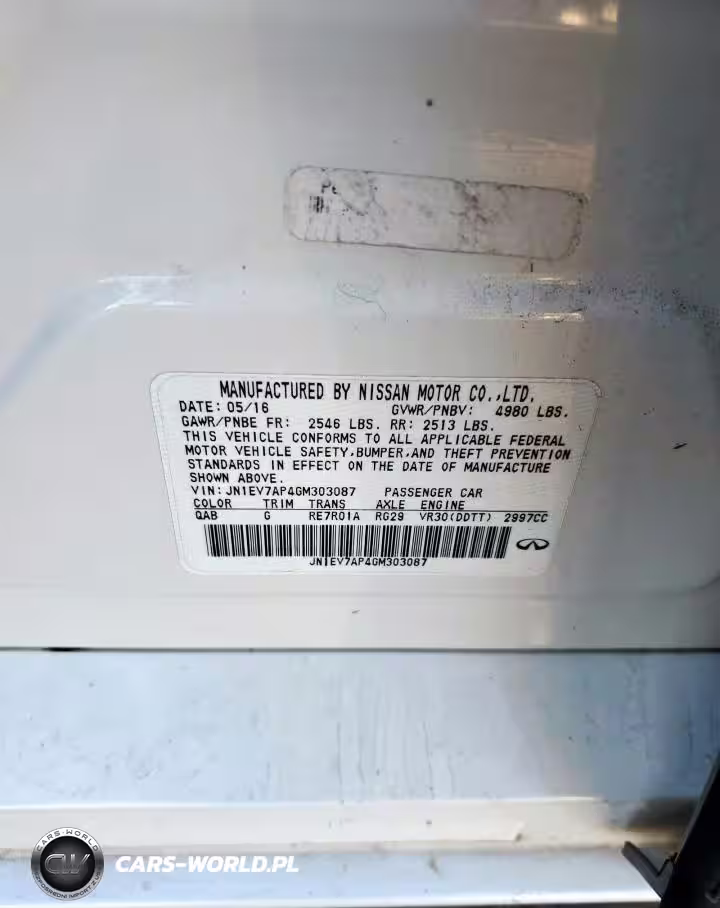 MANUFACTURED BY NISSAN MOTOR CO.,LTD.
DATE: 05/16 GVWR/PNBV: 4980 LBS.
GAWR/PNBE FR: 2546 LBS. RR: 2513 LBS.
THIS VEHICLE CONFORMS TO ALL APPLICABLE FEDERAL
MOTOR VEHICLE SAFETY,BUMPER,AND THEFT PREVENTION
STANDARDS IN EFFECT ON THE DATE OF MANUFACTURE
SHOWN ABOVE.
VIN: JN1EV7AP4GM303087 PASSENGER CAR
COLOR TRIM TRANS AXLE ENGINE
QAB G RE7R01A RG29 VR30(DDTT) 2997CC
JN1EV7AP4GM303087
CARS-WORLD
CW
CARS-WORLD.PL